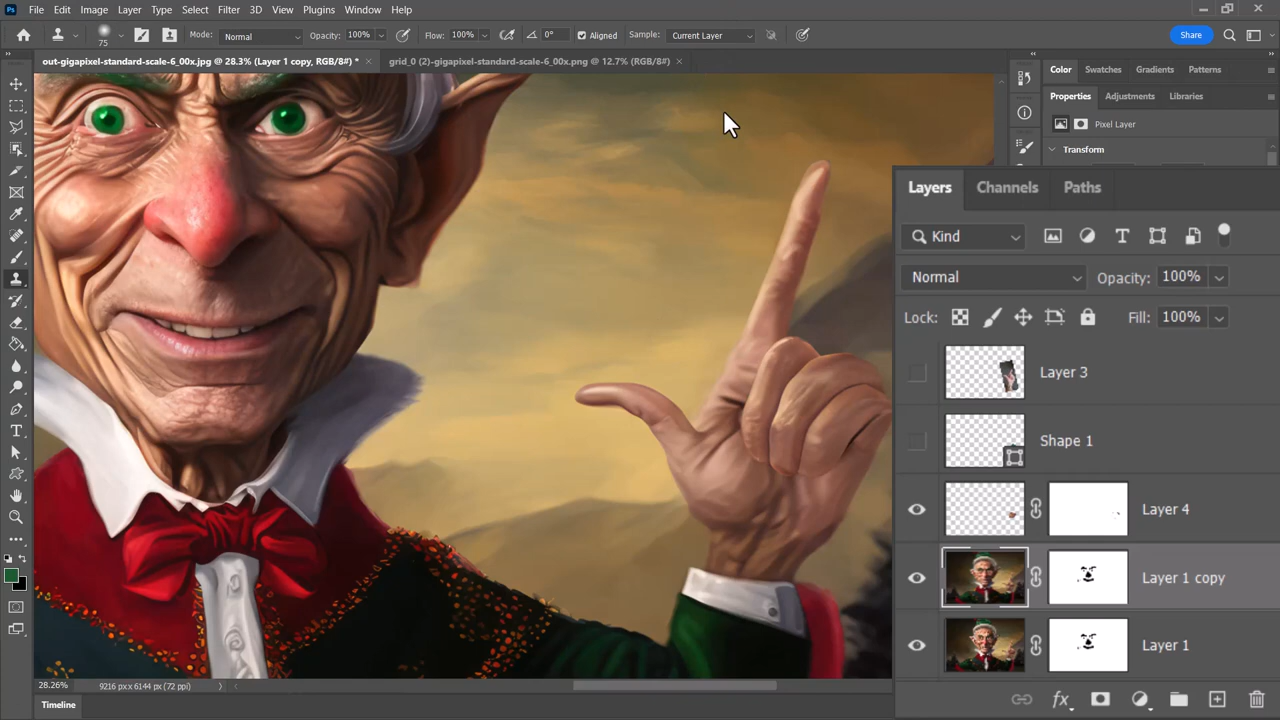 Ps File Edit Image Layer Type Select Filter 3D View Plugins Window Help
75 Mode: Normal Opacity: 100% Flow: 100% 0° Aligned Sample: Current Layer Share
out-gigapixel-standard-scale-6_00x.jpg @ 28.3% (Layer 1 copy, RGB/8#) * × grid_0 (2)-gigapixel-standard-scale-6_00x.png @ 12.7% (RGB/8#) ×
Color Swatches Gradients Patterns
Properties Adjustments Libraries
Pixel Layer
Transform
Layers Channels Paths
Kind
Normal Opacity: 100%
Lock: Fill: 100%
Layer 3
Shape 1
Layer 4
Layer 1 copy
Layer 1
28.26% 9216 px x 6144 px (72 ppi)
Timeline
fx